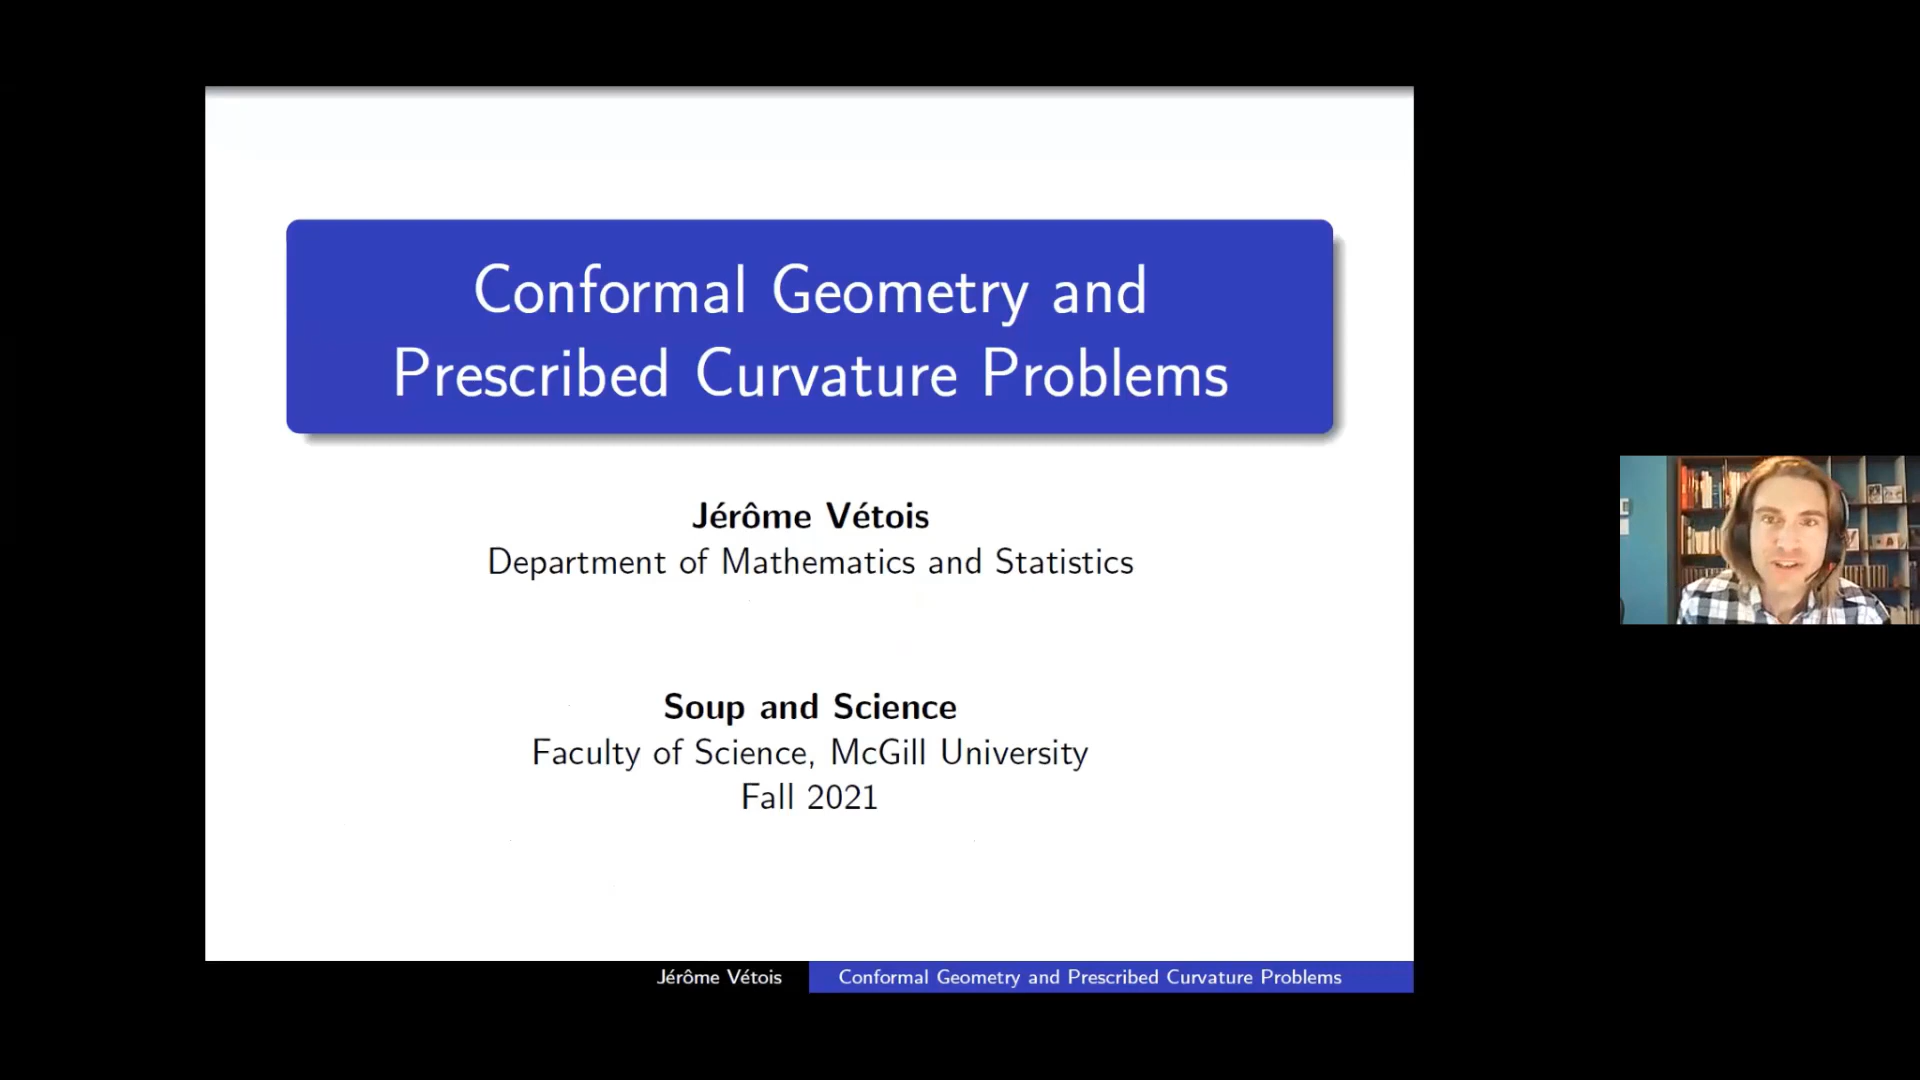 Conformal Geometry and
Prescribed Curvature Problems
Jérôme Vétois
Department of Mathematics and Statistics
Soup and Science
Faculty of Science, McGill University
Fall 2021
Jérôme Vétois
Conformal Geometry and Prescribed Curvature Problems